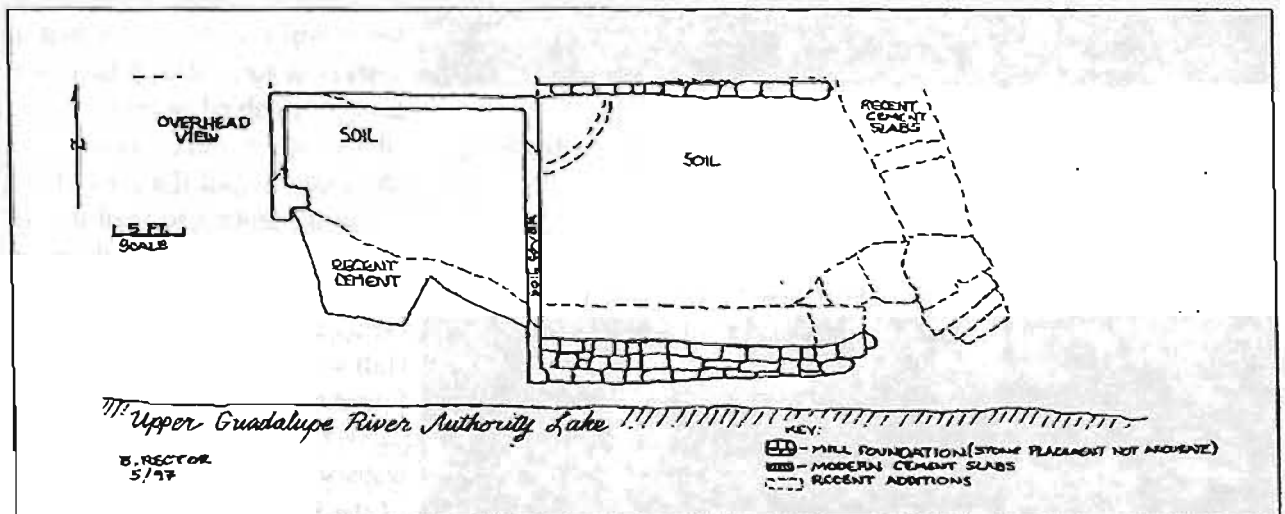 OVERHEAD
VIEW
N
SOIL
SOIL
RECENT
CEMENT
SLABS
5 FT.
SCALE
RECENT
CEMENT
SOIL COVER
Upper Guadalupe River Authority Lake
B. RECTOR
5/97
KEY:
- MILL FOUNDATION (STONE PLACEMENT NOT ACCURATE)
- MODERN CEMENT SLABS
- RECENT ADDITIONS